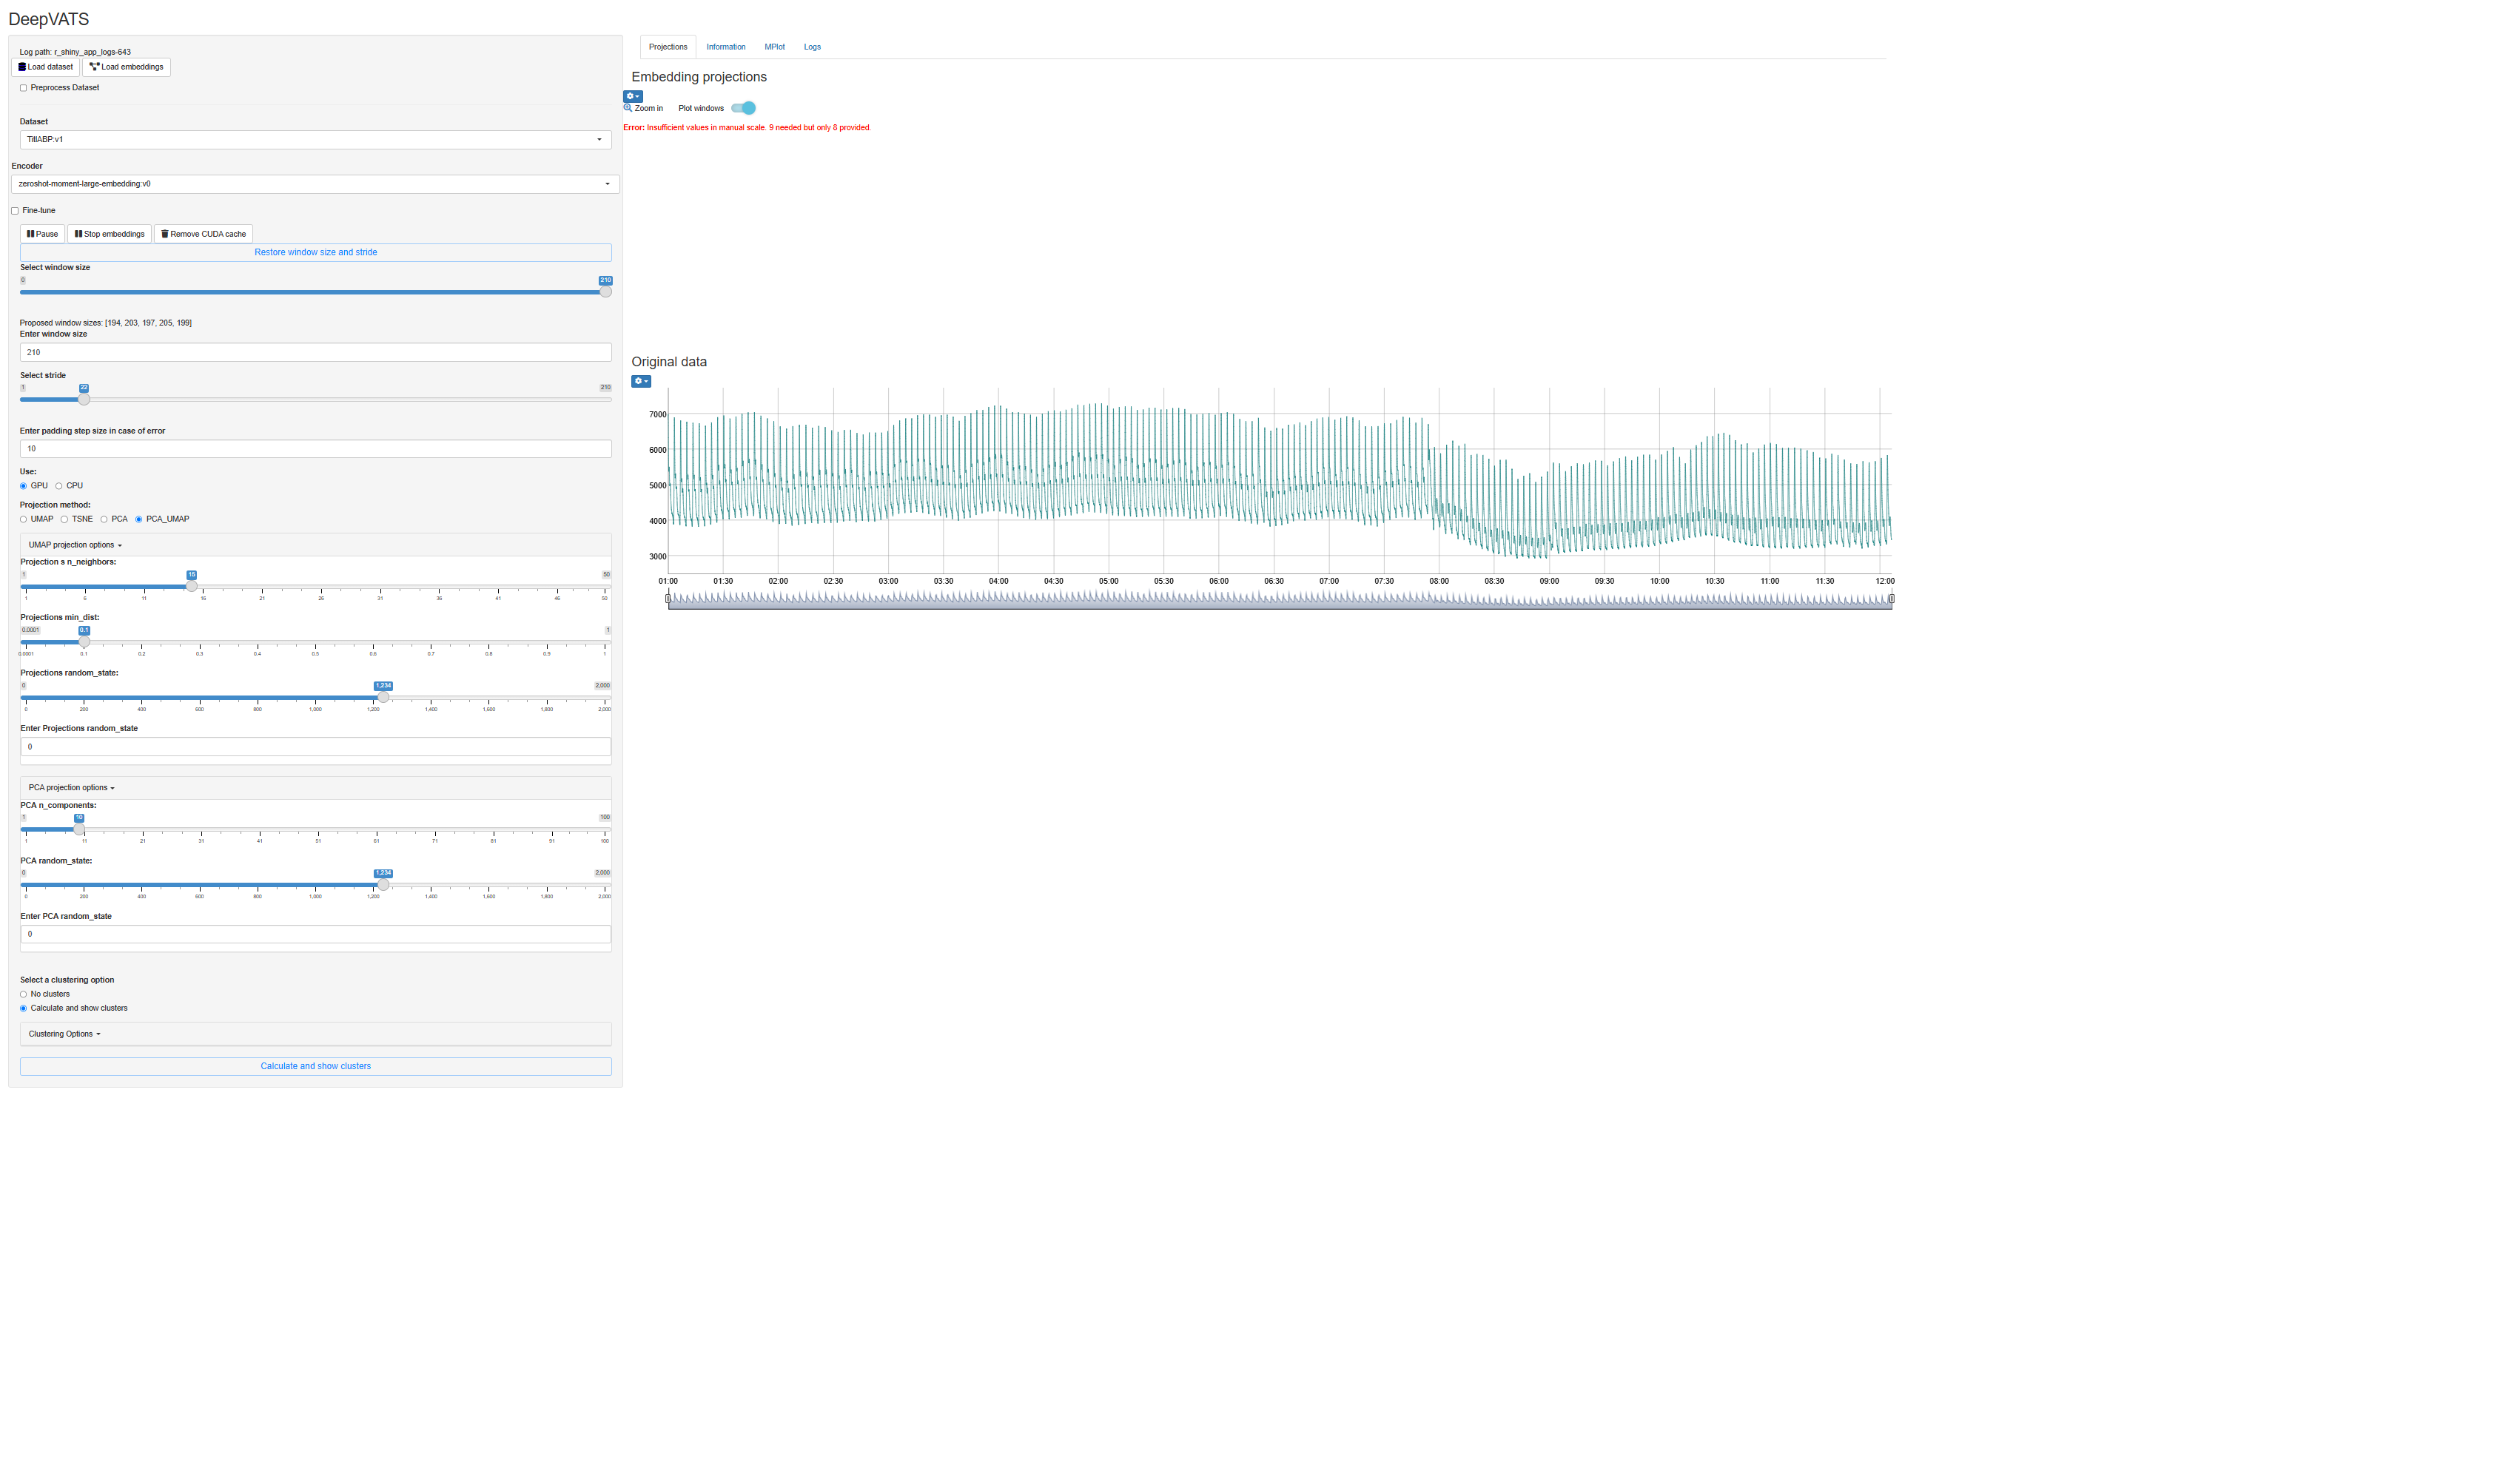 DeepVATS
Log path: r_shiny_app_logs-643
Load dataset
Load embeddings
Preprocess Dataset
Dataset
TitlABP:v1
Encoder
zeroshot-moment-large-embedding:v0
Fine-tune
Pause
Stop embeddings
Remove CUDA cache
Restore window size and stride
Select window size
0 210
Proposed window sizes: [194, 203, 197, 205, 199]
Enter window size
210
Select stride
1 22 210
Enter padding step size in case of error
10
Use:
GPU CPU
Projection method:
UMAP TSNE PCA PCA_UMAP
UMAP projection options
Projection s n_neighbors:
1 15 50
1 6 11 16 21 26 31 36 41 46 50
Projections min_dist:
0.0001 0.1 1
0.0001 0.1 0.2 0.3 0.4 0.5 0.6 0.7 0.8 0.9 1
Projections random_state:
0 1,234 2,000
0 200 400 600 800 1,000 1,200 1,400 1,600 1,800 2,000
Enter Projections random_state
0
PCA projection options
PCA n_components:
1 10 100
1 11 21 31 41 51 61 71 81 91 100
PCA random_state:
0 1,234 2,000
0 200 400 600 800 1,000 1,200 1,400 1,600 1,800 2,000
Enter PCA random_state
0
Select a clustering option
No clusters
Calculate and show clusters
Clustering Options
Calculate and show clusters
Projections Information MPlot Logs
Embedding projections
Zoom in Plot windows
Error: Insufficient values in manual scale. 9 needed but only 8 provided.
Original data
7000
6000
5000
4000
3000
01:00 01:30 02:00 02:30 03:00 03:30 04:00 04:30 05:00 05:30 06:00 06:30 07:00 07:30 08:00 08:30 09:00 09:30 10:00 10:30 11:00 11:30 12:00